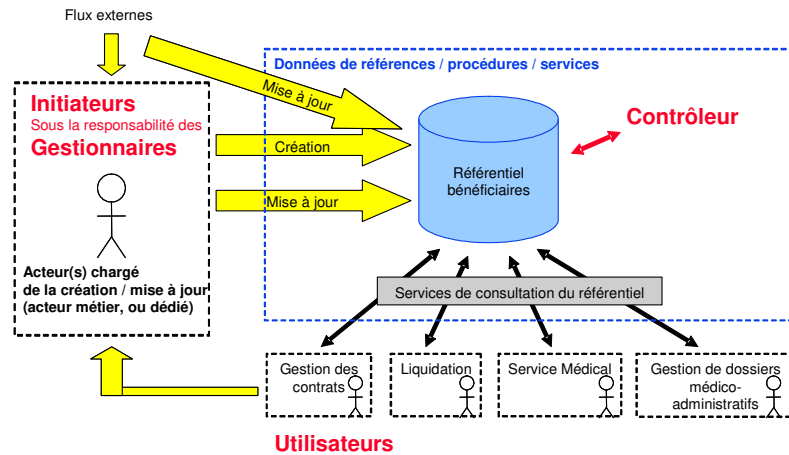 Flux externes
Données de références / procédures / services
Mise à jour
Initiateurs
Sous la responsabilité des
Gestionnaires
Création
Mise à jour
Référentiel
bénéficiaires
Contrôleur
Acteur(s) chargé
de la création / mise à jour
(acteur métier, ou dédié)
Services de consultation du référentiel
Gestion des
contrats
Liquidation
Service Médical
Gestion de dossiers
médico-
administratifs
Utilisateurs